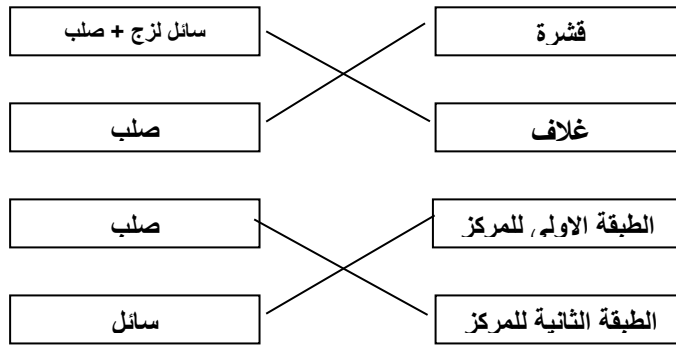 قشرة
سائل لزج + صلب
غلاف
صلب
الطبقة الاولى للمركز
صلب
الطبقة الثانية للمركز
سائل